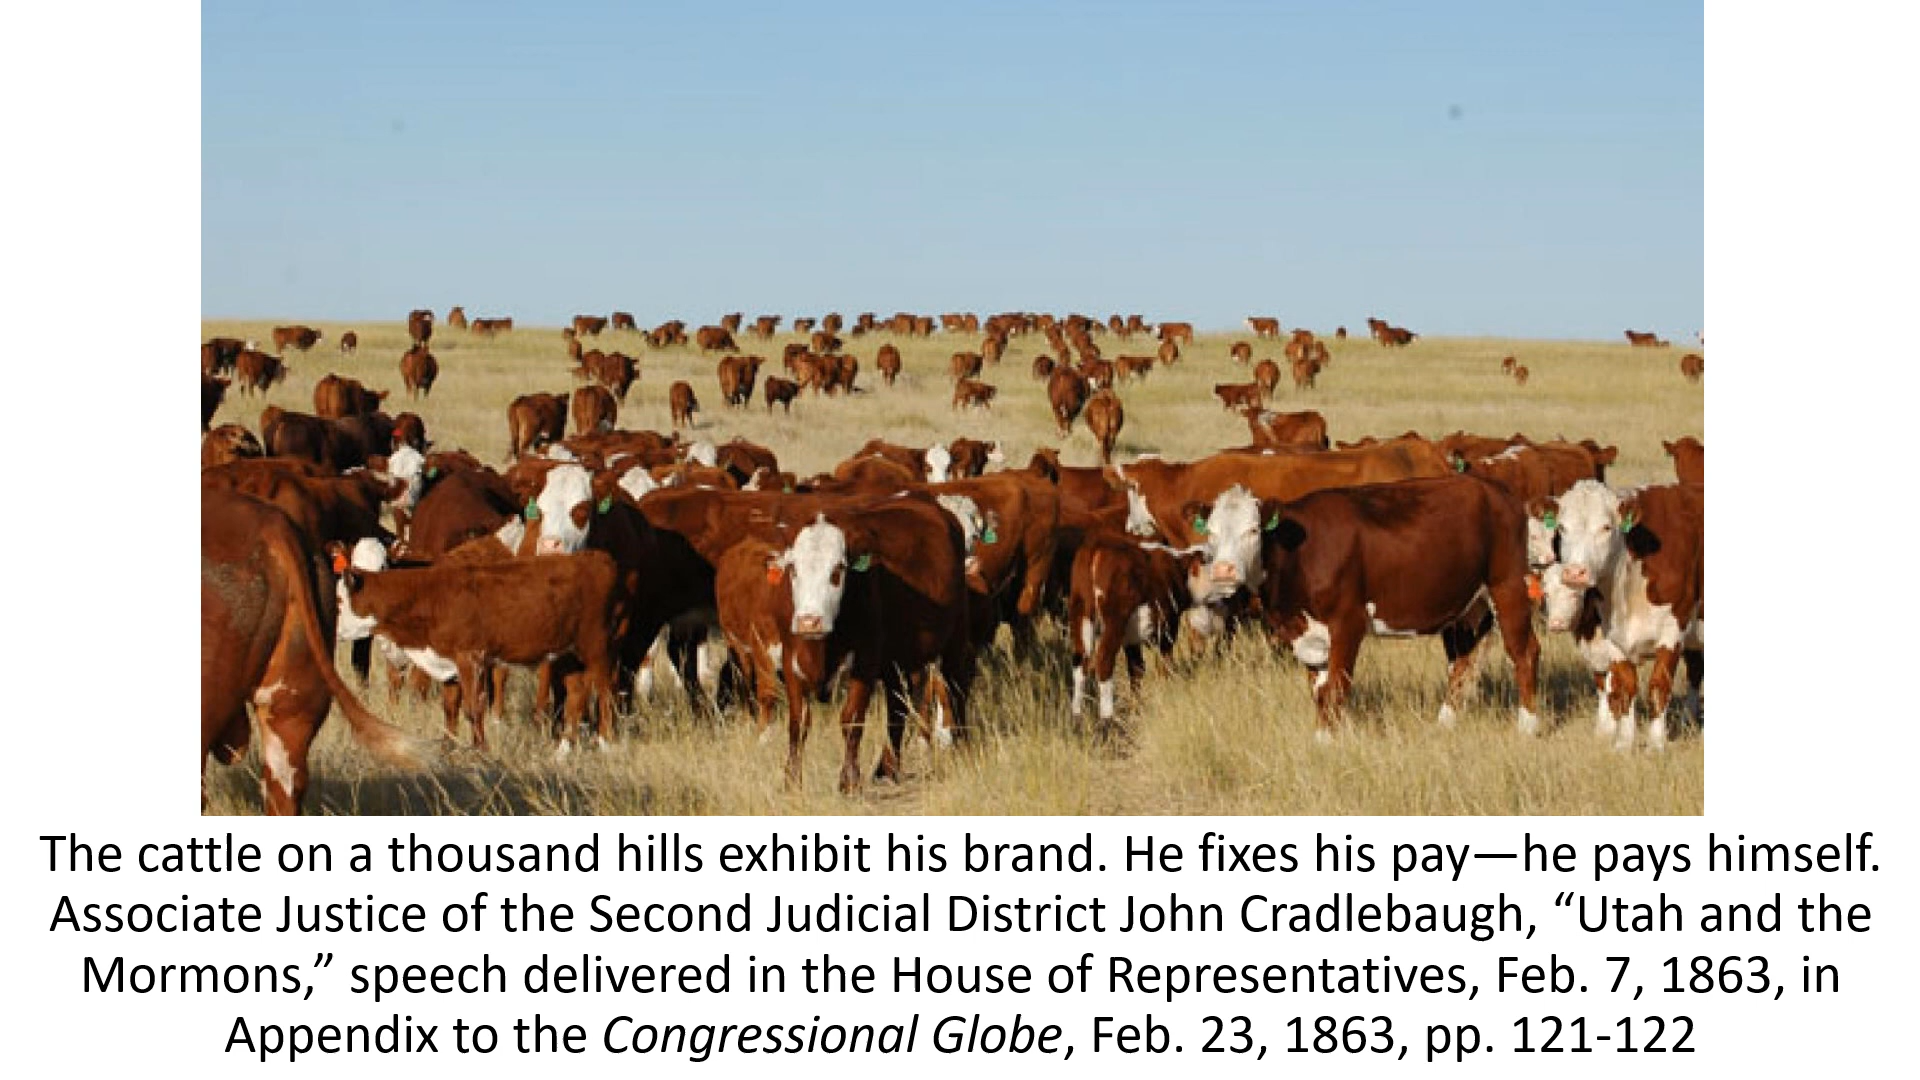 The cattle on a thousand hills exhibit his brand. He fixes his pay—he pays himself.
Associate Justice of the Second Judicial District John Cradlebaugh, “Utah and the
Mormons,” speech delivered in the House of Representatives, Feb. 7, 1863, in
Appendix to the Congressional Globe, Feb. 23, 1863, pp. 121-122